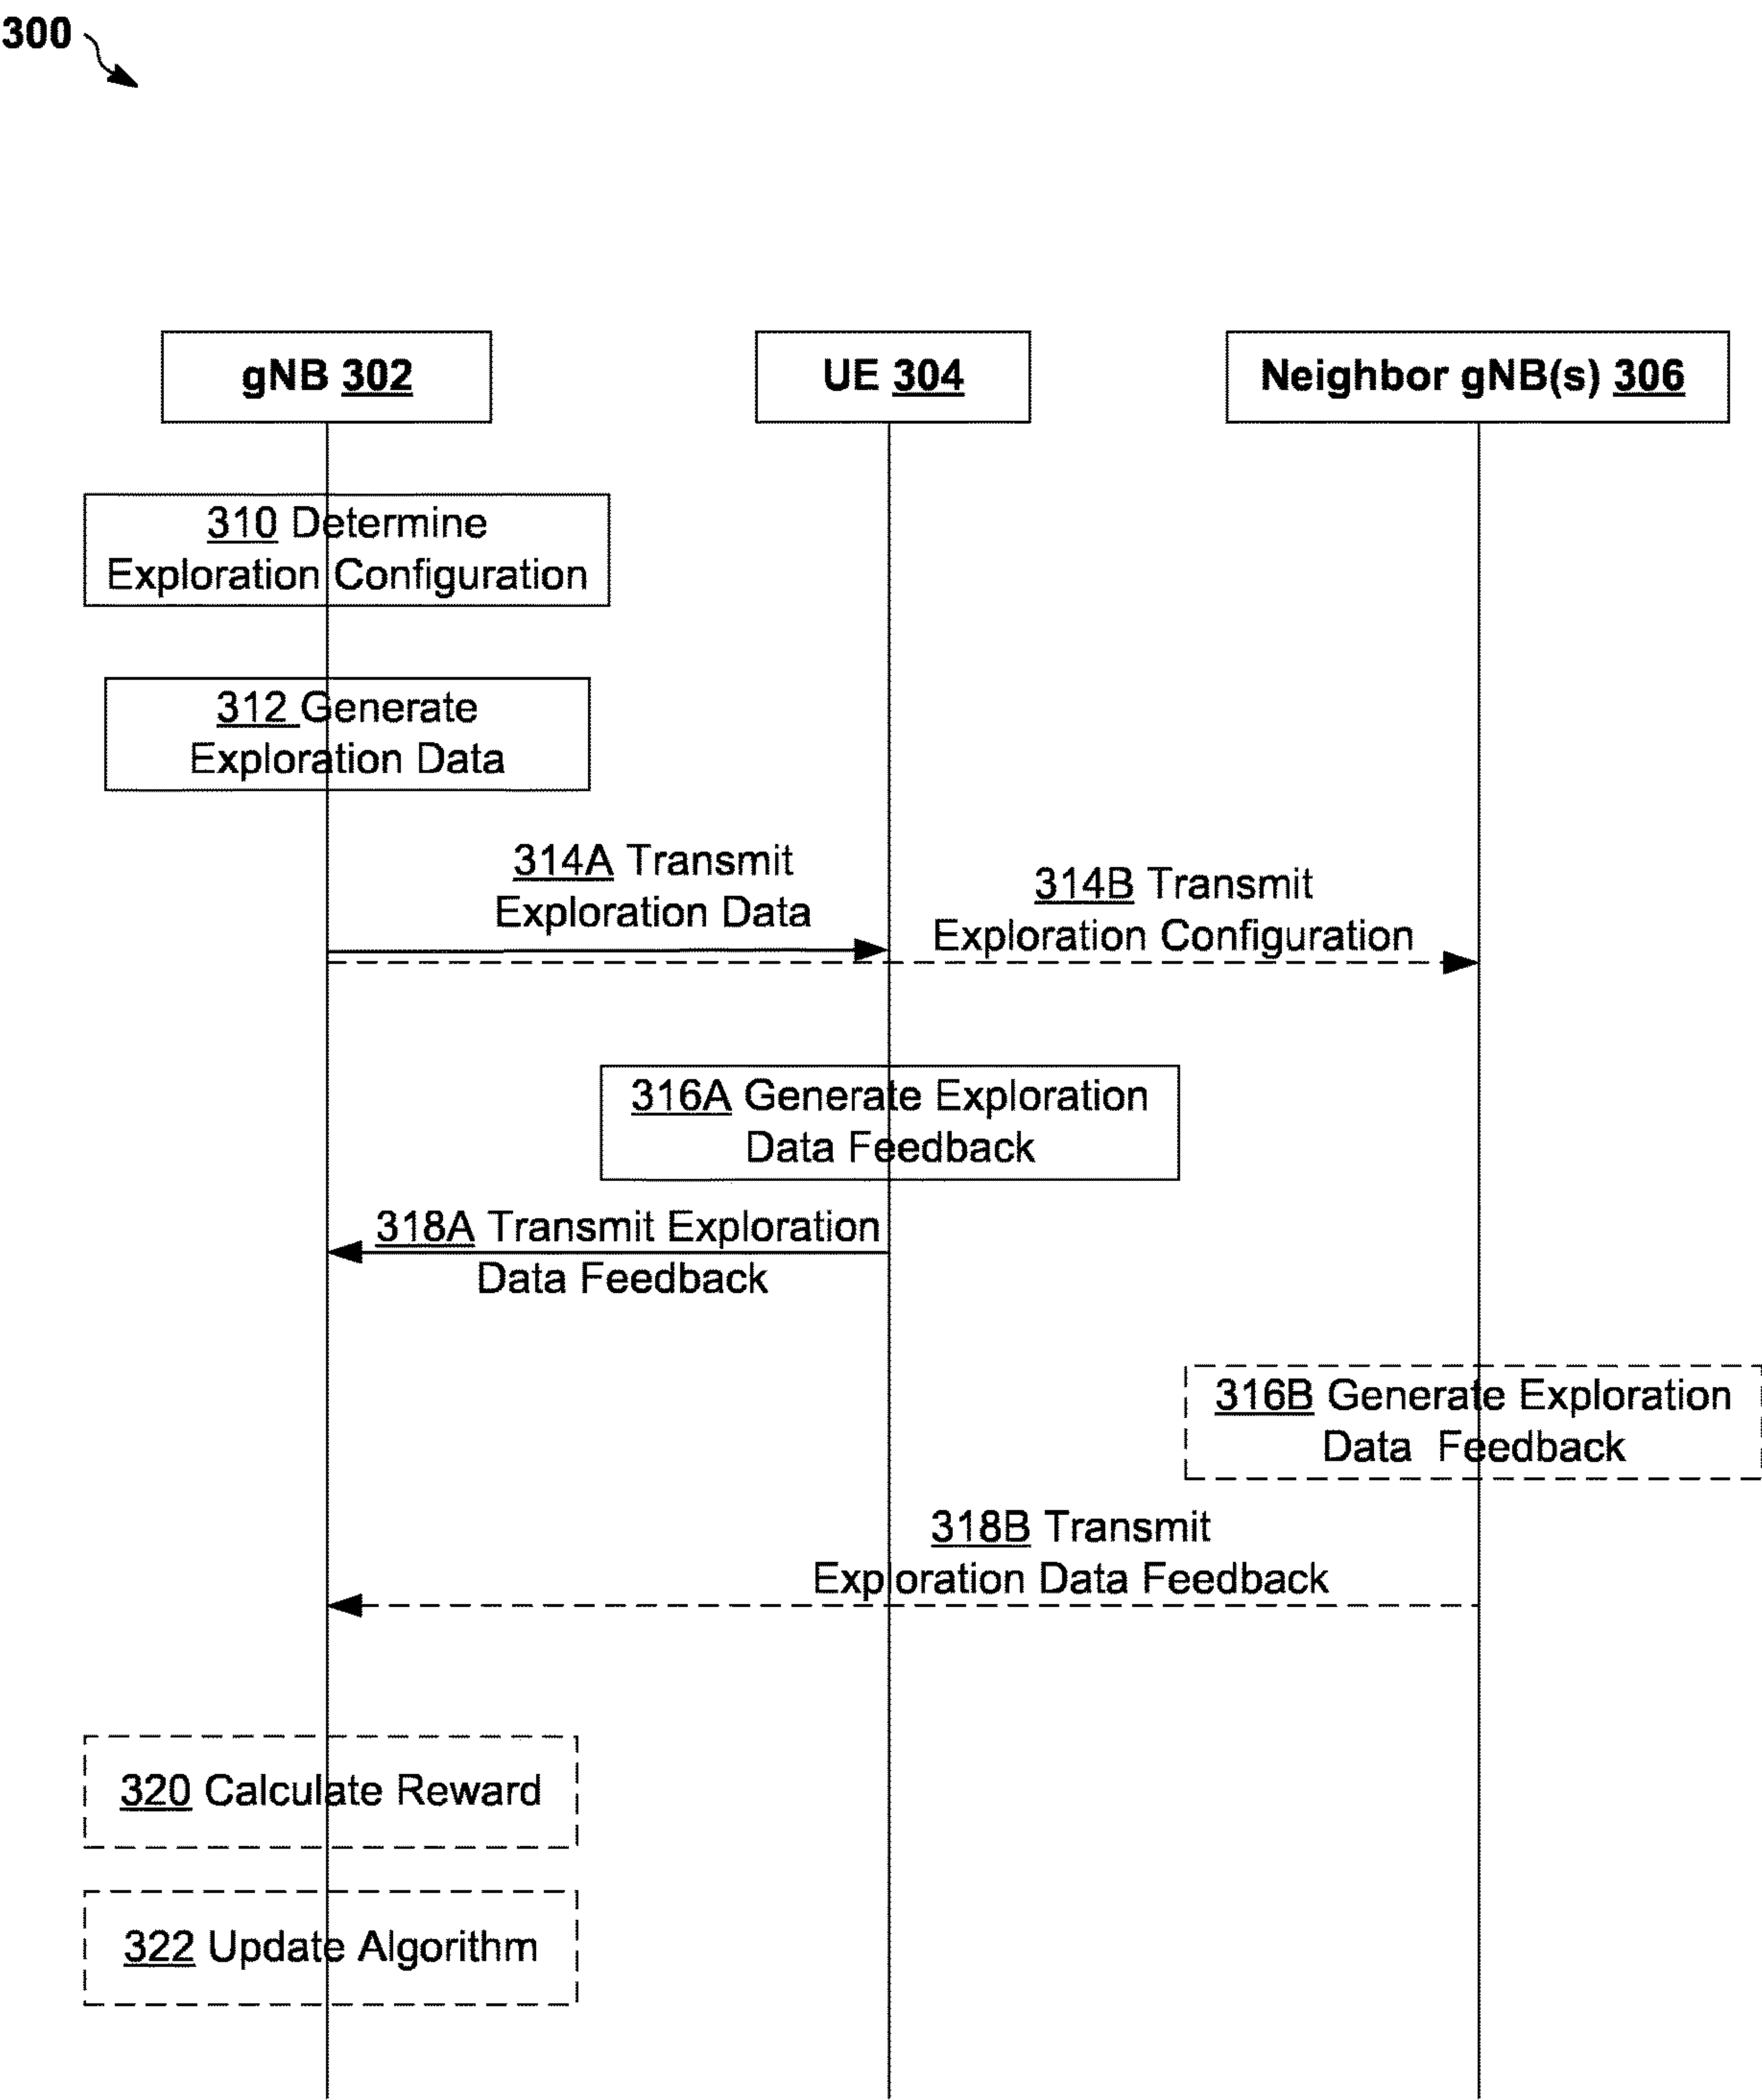 300
gNB 302
UE 304
Neighbor gNB(s) 306
310 Determine
Exploration Configuration
312 Generate
Exploration Data
314A Transmit
Exploration Data
314B Transmit
Exploration Configuration
316A Generate Exploration
Data Feedback
318A Transmit Exploration
Data Feedback
316B Generate Exploration
Data Feedback
318B Transmit
Exploration Data Feedback
320 Calculate Reward
322 Update Algorithm